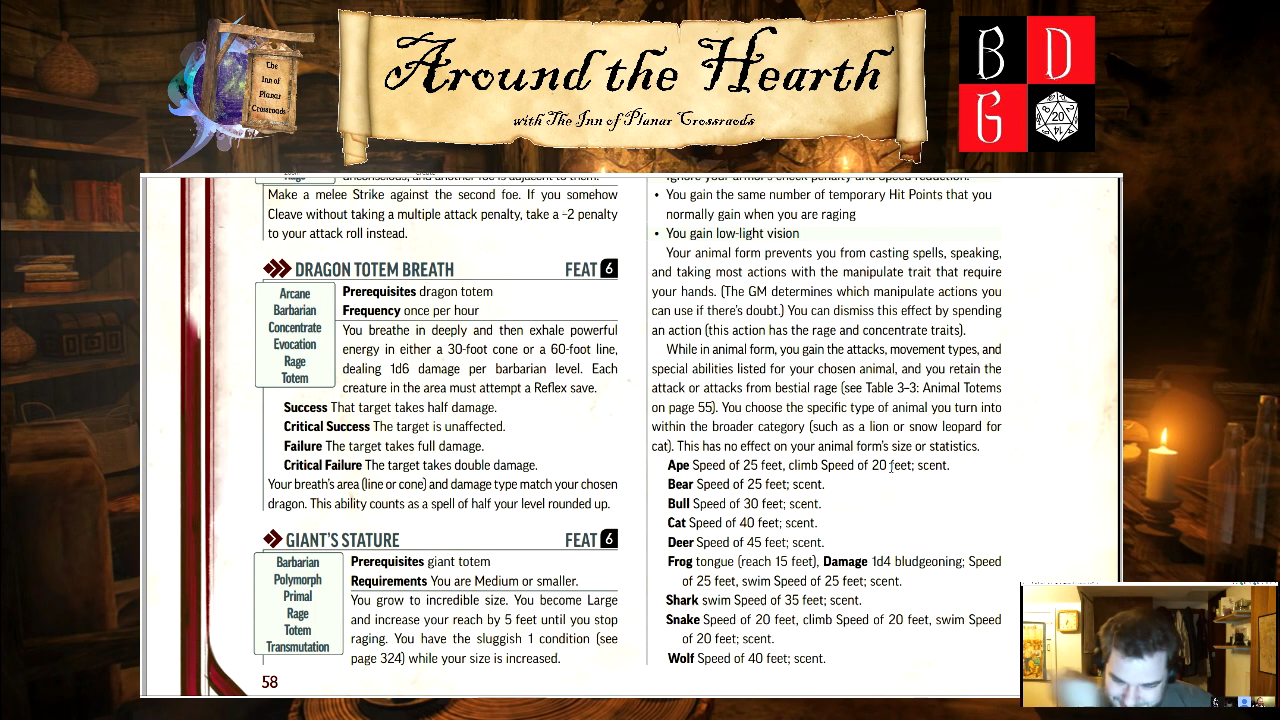 The
Inn of
Planar
Crossroads
Around the Hearth
with The Inn of Planar Crossraods
B D
G 20
unconscious, and another foe is adjacent to them.
Make a melee Strike against the second foe. If you somehow
Cleave without taking a multiple attack penalty, take a –2 penalty
to your attack roll instead.
DRAGON TOTEM BREATH FEAT 6
Arcane
Barbarian
Concentrate
Evocation
Rage
Totem
Prerequisites dragon totem
Frequency once per hour
You breathe in deeply and then exhale powerful
energy in either a 30-foot cone or a 60-foot line,
dealing 1d6 damage per barbarian level. Each
creature in the area must attempt a Reflex save.
Success That target takes half damage.
Critical Success The target is unaffected.
Failure The target takes full damage.
Critical Failure The target takes double damage.
Your breath's area (line or cone) and damage type match your chosen
dragon. This ability counts as a spell of half your level rounded up.
GIANT'S STATURE FEAT 6
Barbarian
Polymorph
Primal
Rage
Totem
Transmutation
Prerequisites giant totem
Requirements You are Medium or smaller.
You grow to incredible size. You become Large
and increase your reach by 5 feet until you stop
raging. You have the sluggish 1 condition (see
page 324) while your size is increased.
58
ignore your armor's check penalty and Speed reduction.
• You gain the same number of temporary Hit Points that you
normally gain when you are raging
• You gain low-light vision
Your animal form prevents you from casting spells, speaking,
and taking most actions with the manipulate trait that require
your hands. (The GM determines which manipulate actions you
can use if there's doubt.) You can dismiss this effect by spending
an action (this action has the rage and concentrate traits).
While in animal form, you gain the attacks, movement types, and
special abilities listed for your chosen animal, and you retain the
attack or attacks from bestial rage (see Table 3–3: Animal Totems
on page 55). You choose the specific type of animal you turn into
within the broader category (such as a lion or snow leopard for
cat). This has no effect on your animal form's size or statistics.
Ape Speed of 25 feet, climb Speed of 20 feet; scent.
Bear Speed of 25 feet; scent.
Bull Speed of 30 feet; scent.
Cat Speed of 40 feet; scent.
Deer Speed of 45 feet; scent.
Frog tongue (reach 15 feet), Damage 1d4 bludgeoning; Speed
of 25 feet, swim Speed of 25 feet; scent.
Shark swim Speed of 35 feet; scent.
Snake Speed of 20 feet, climb Speed of 20 feet, swim Speed
of 20 feet; scent.
Wolf Speed of 40 feet; scent.